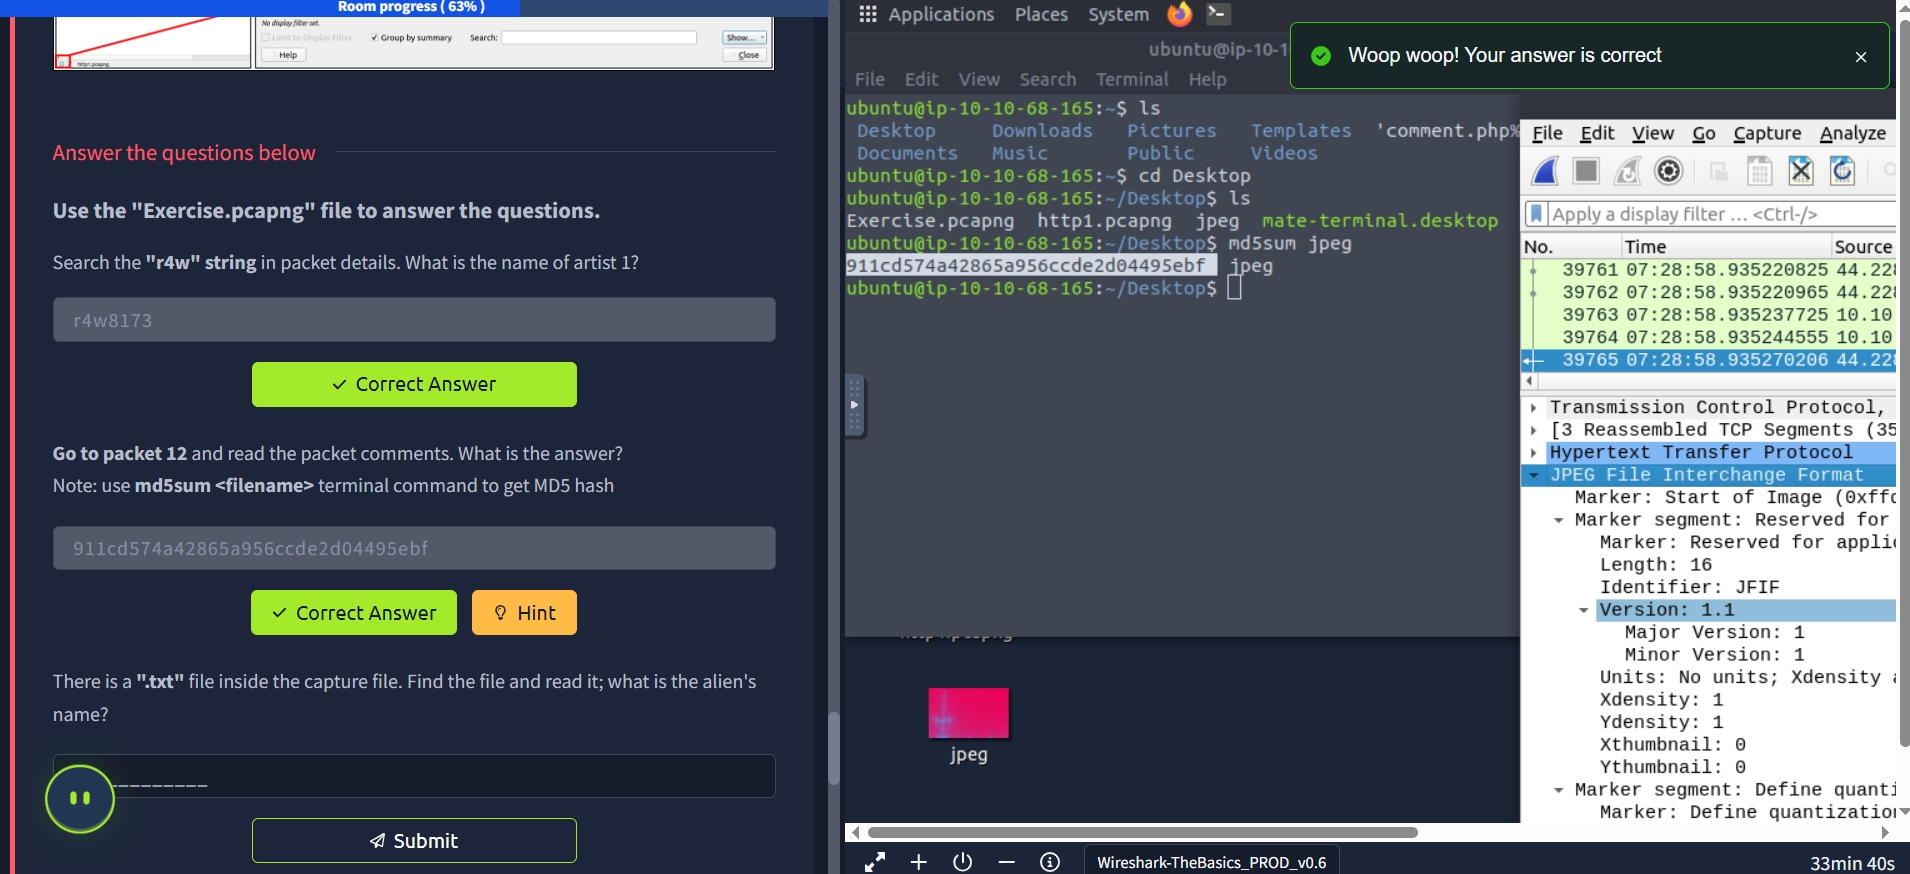 Room progress ( 63% )
No display filter set.
Limit to Display Filter
Group by summary
Search:
Show...
Help
Close
http1.pcapng
Answer the questions below
Use the "Exercise.pcapng" file to answer the questions.
Search the "r4w" string in packet details. What is the name of artist 1?
r4w8173
Correct Answer
Go to packet 12 and read the packet comments. What is the answer?
Note: use md5sum <filename> terminal command to get MD5 hash
911cd574a42865a956ccde2d04495ebf
Correct Answer
Hint
There is a ".txt" file inside the capture file. Find the file and read it; what is the alien's
name?
Submit
Applications Places System
ubuntu@ip-10-1
Woop woop! Your answer is correct
File Edit View Search Terminal Help
ubuntu@ip-10-10-68-165:~$ ls
Desktop Downloads Pictures Templates 'comment.php%
Documents Music Public Videos
ubuntu@ip-10-10-68-165:~$ cd Desktop
ubuntu@ip-10-10-68-165:~/Desktop$ ls
Exercise.pcapng http1.pcapng jpeg mate-terminal.desktop
ubuntu@ip-10-10-68-165:~/Desktop$ md5sum jpeg
911cd574a42865a956ccde2d04495ebf jpeg
ubuntu@ip-10-10-68-165:~/Desktop$
jpeg
File Edit View Go Capture Analyze
Apply a display filter … <Ctrl-/>
No. Time Source
39761 07:28:58.935220825 44.228
39762 07:28:58.935220965 44.228
39763 07:28:58.935237725 10.10
39764 07:28:58.935244555 10.10
39765 07:28:58.935270206 44.228
Transmission Control Protocol,
[3 Reassembled TCP Segments (35
Hypertext Transfer Protocol
JPEG File Interchange Format
Marker: Start of Image (0xffd
Marker segment: Reserved for
Marker: Reserved for applic
Length: 16
Identifier: JFIF
Version: 1.1
Major Version: 1
Minor Version: 1
Units: No units; Xdensity a
Xdensity: 1
Ydensity: 1
Xthumbnail: 0
Ythumbnail: 0
Marker segment: Define quanti
Marker: Define quantization
Wireshark-TheBasics_PROD_v0.6
33min 40s